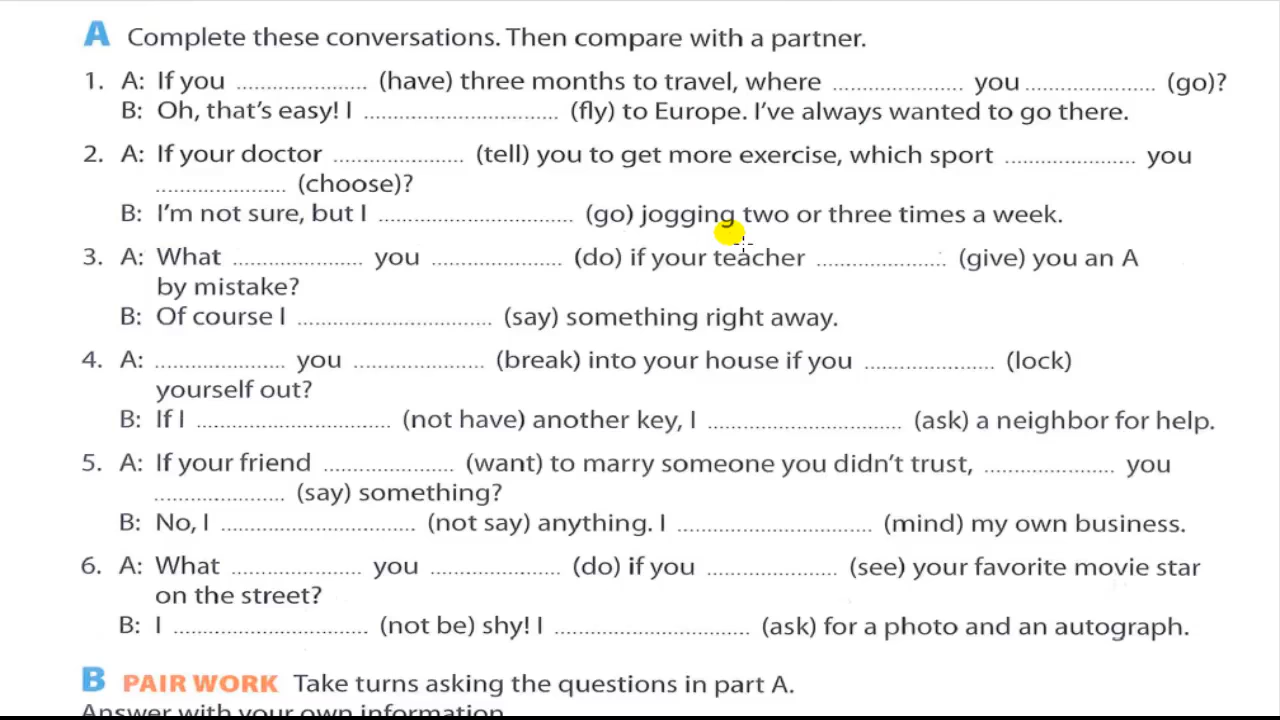 A Complete these conversations. Then compare with a partner.
1. A: If you ...................... (have) three months to travel, where ...................... you ...................... (go)?
B: Oh, that's easy! I ................................. (fly) to Europe. I've always wanted to go there.
2. A: If your doctor ...................... (tell) you to get more exercise, which sport ...................... you
...................... (choose)?
B: I'm not sure, but I ................................. (go) jogging two or three times a week.
3. A: What ...................... you ...................... (do) if your teacher ...................... (give) you an A
by mistake?
B: Of course I ................................. (say) something right away.
4. A: ...................... you ...................... (break) into your house if you ...................... (lock)
yourself out?
B: If I ................................. (not have) another key, I ................................. (ask) a neighbor for help.
5. A: If your friend ...................... (want) to marry someone you didn't trust, ...................... you
...................... (say) something?
B: No, I ................................. (not say) anything. I ................................. (mind) my own business.
6. A: What ...................... you ...................... (do) if you ...................... (see) your favorite movie star
on the street?
B: I ................................. (not be) shy! I ................................. (ask) for a photo and an autograph.
B PAIR WORK Take turns asking the questions in part A.
Answer with your own information.